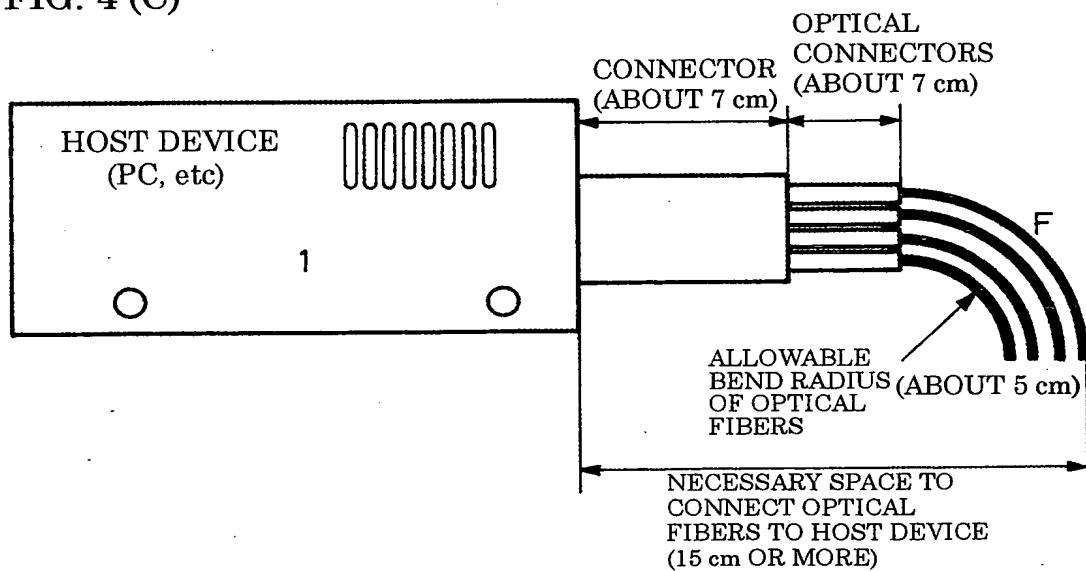 FIG. 4 (C)
OPTICAL
CONNECTORS
(ABOUT 7 cm)
CONNECTOR
(ABOUT 7 cm)
HOST DEVICE
(PC, etc)
1
F
ALLOWABLE
BEND RADIUS
OF OPTICAL
FIBERS
(ABOUT 5 cm)
NECESSARY SPACE TO
CONNECT OPTICAL
FIBERS TO HOST DEVICE
(15 cm OR MORE)